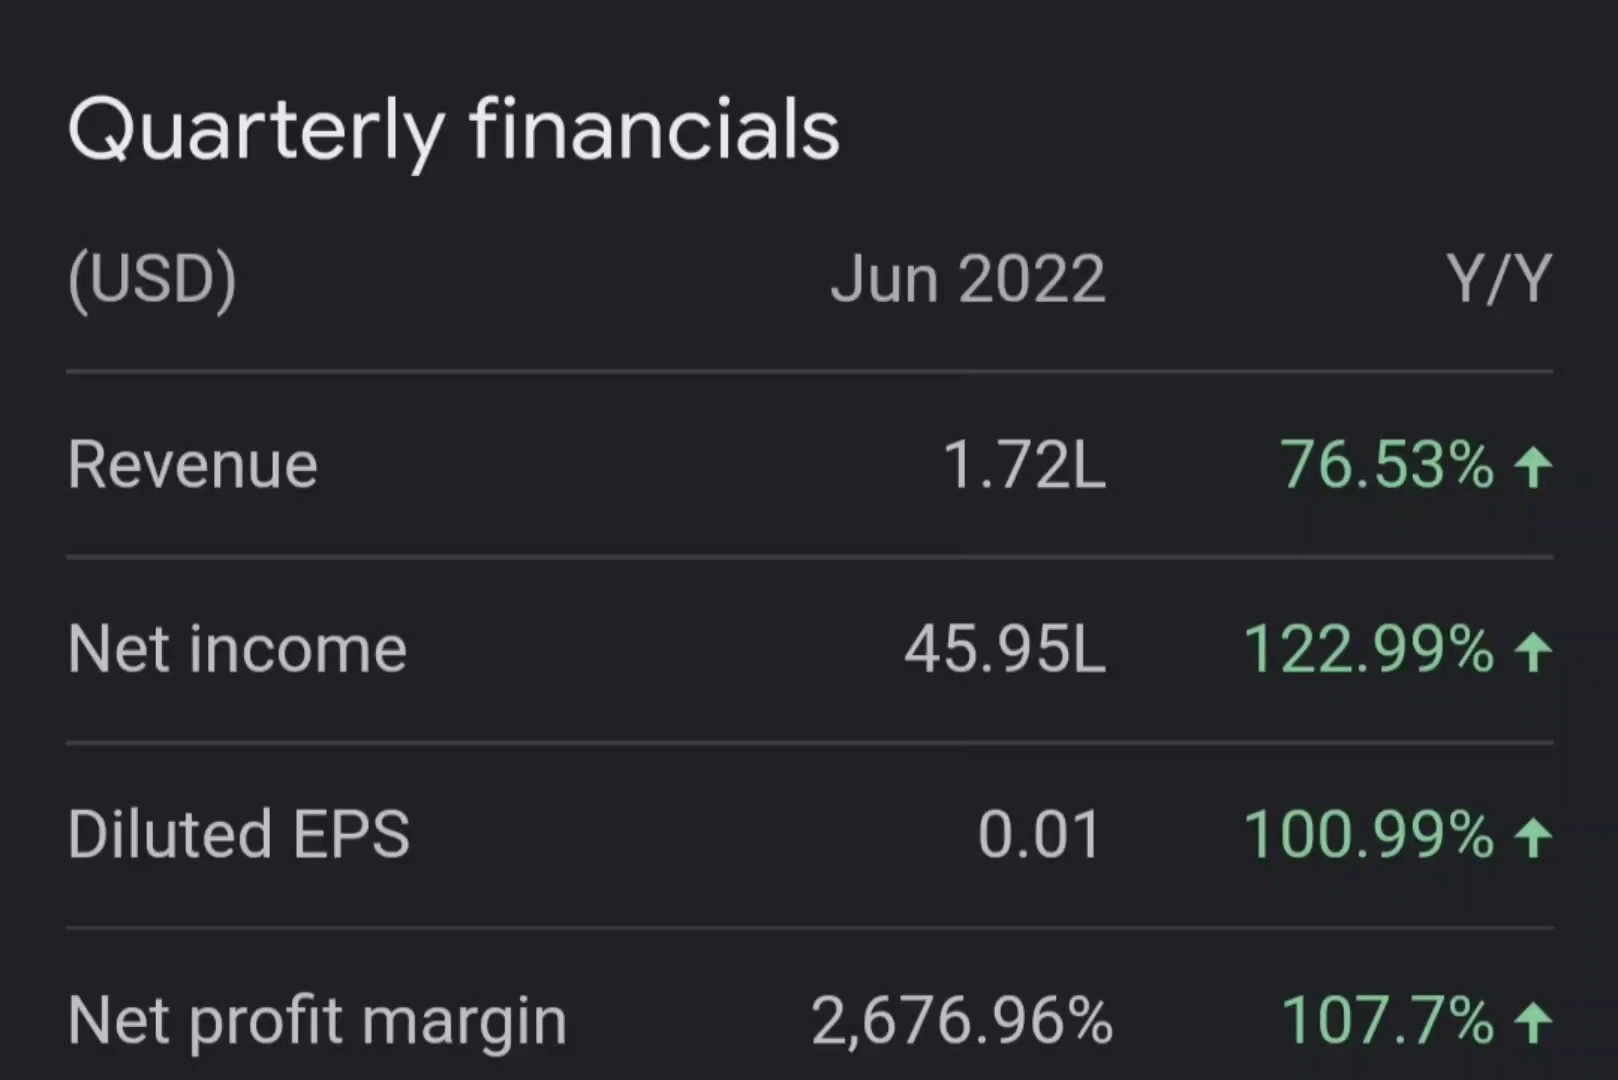 Quarterly financials
(USD) Jun 2022 Y/Y
Revenue 1.72L 76.53% ↑
Net income 45.95L 122.99% ↑
Diluted EPS 0.01 100.99% ↑
Net profit margin 2,676.96% 107.7% ↑